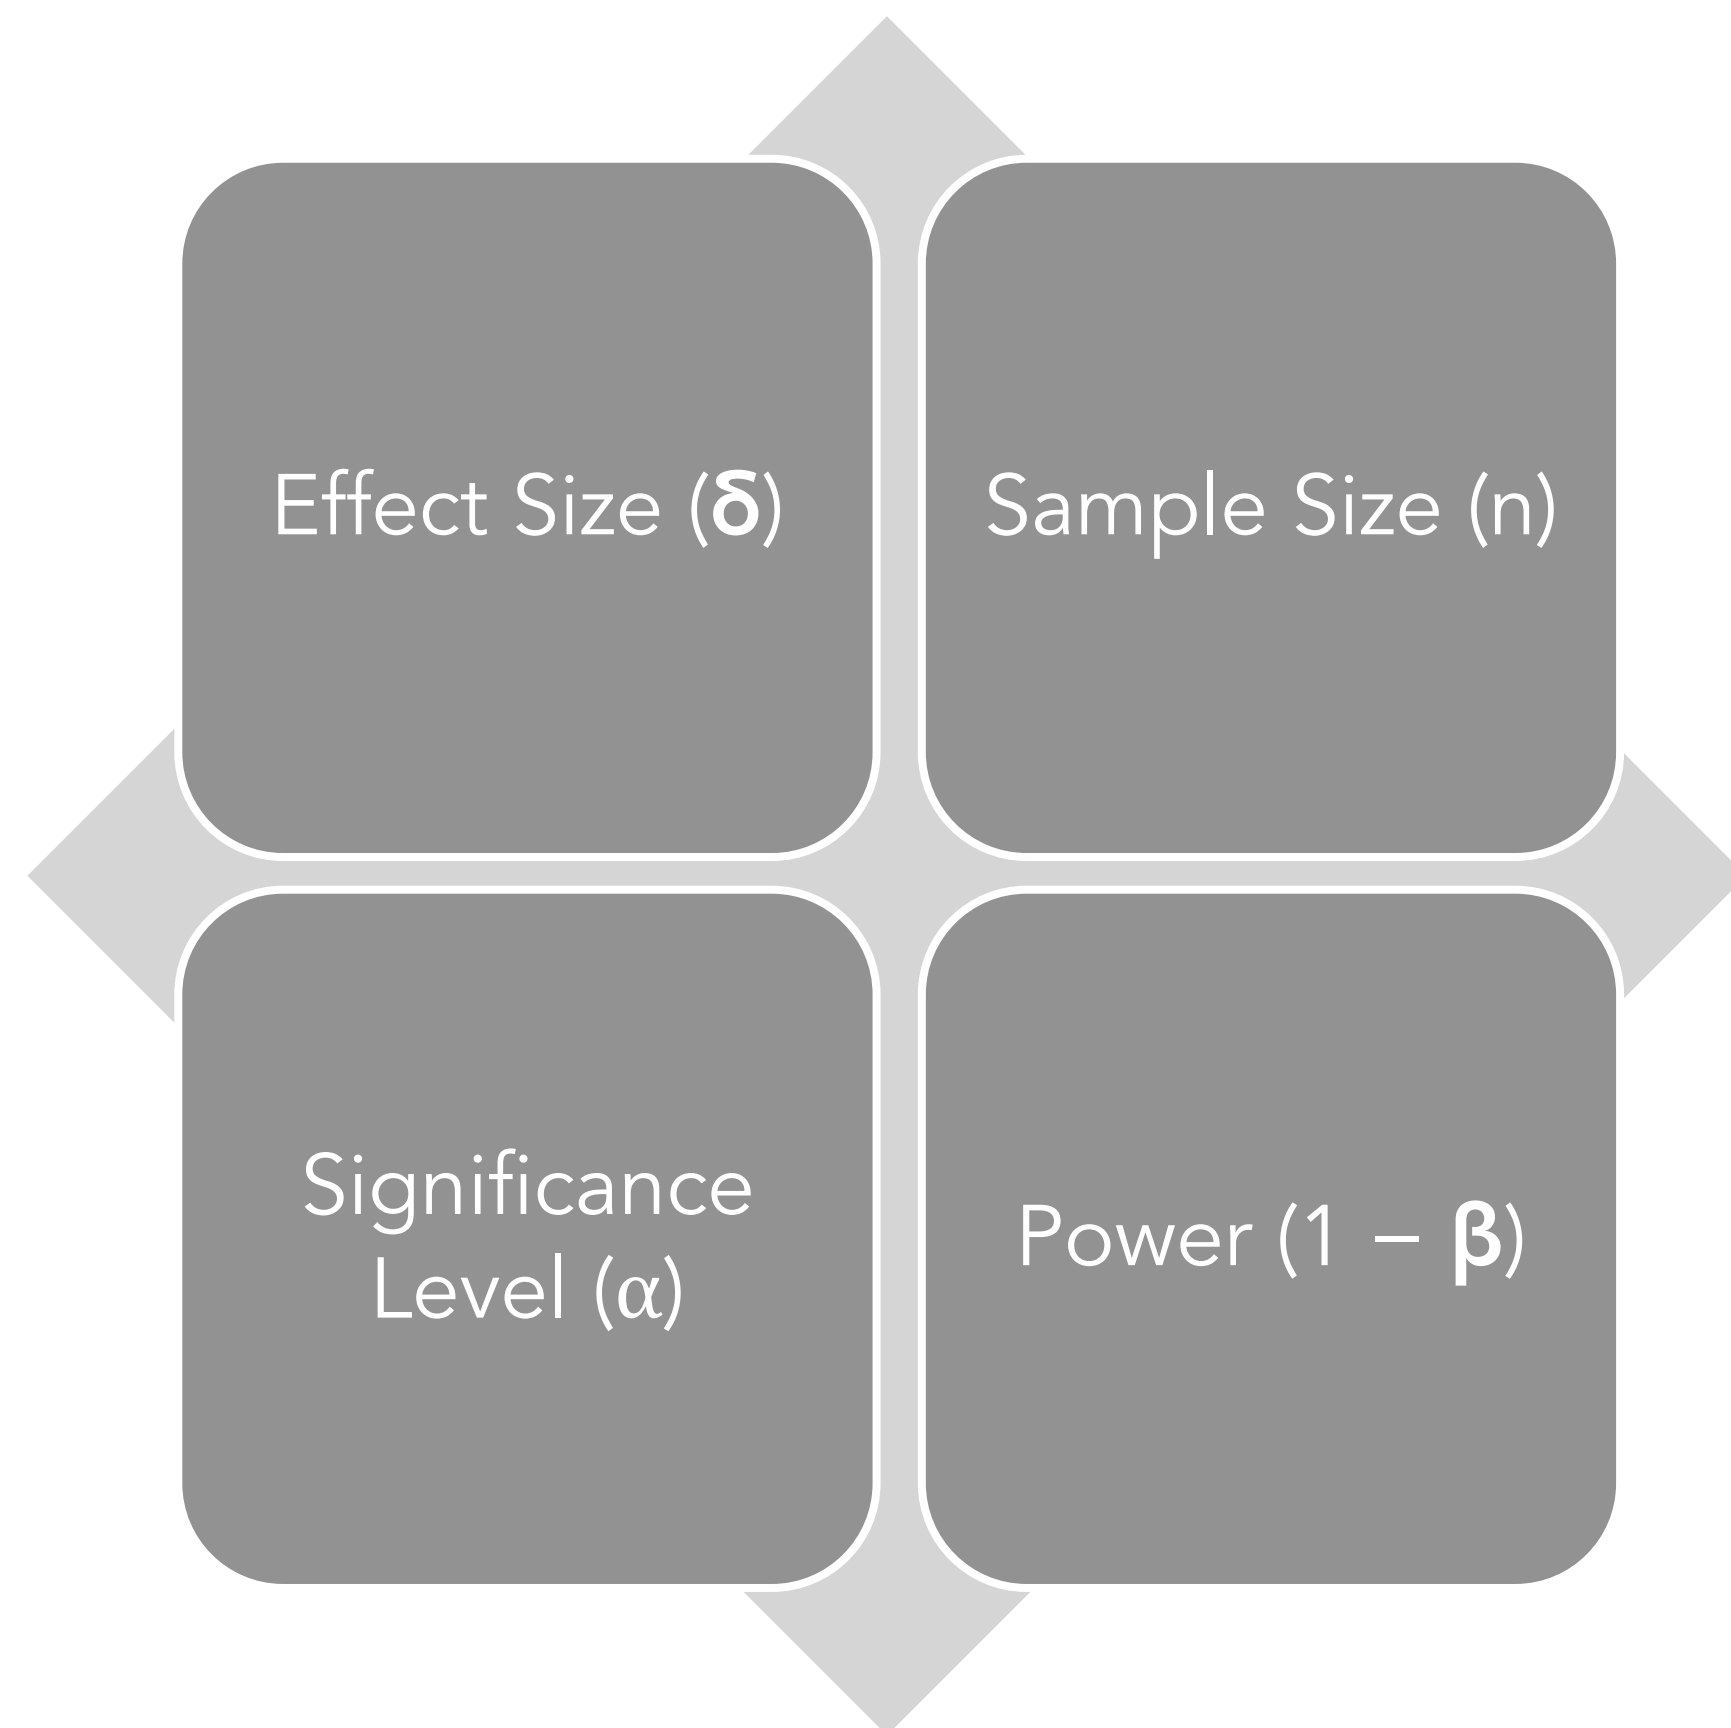 Effect Size (δ)
Sample Size (n)
Significance
Level (α)
Power (1 − β)